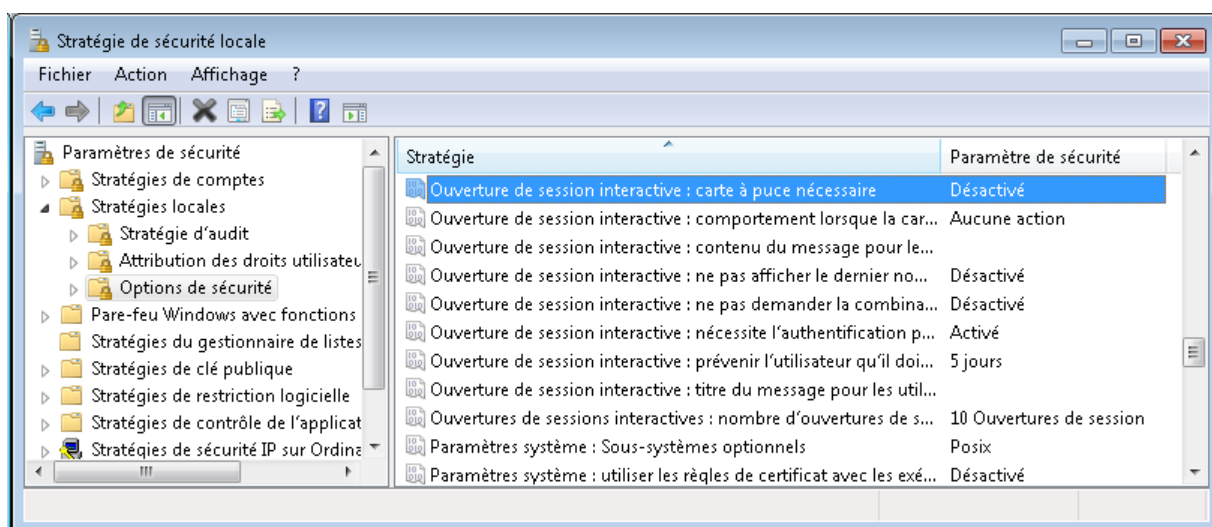 Stratégie de sécurité locale
Fichier Action Affichage ?
Paramètres de sécurité
Stratégies de comptes
Stratégies locales
Stratégie d'audit
Attribution des droits utilisateu
Options de sécurité
Pare-feu Windows avec fonctions
Stratégies du gestionnaire de listes
Stratégies de clé publique
Stratégies de restriction logicielle
Stratégies de contrôle de l'applicat
Stratégies de sécurité IP sur Ordina
Stratégie Paramètre de sécurité
Ouverture de session interactive : carte à puce nécessaire Désactivé
Ouverture de session interactive : comportement lorsque la car... Aucune action
Ouverture de session interactive : contenu du message pour le...
Ouverture de session interactive : ne pas afficher le dernier no... Désactivé
Ouverture de session interactive : ne pas demander la combina... Désactivé
Ouverture de session interactive : nécessite l'authentification p... Activé
Ouverture de session interactive : prévenir l'utilisateur qu'il doi... 5 jours
Ouverture de session interactive : titre du message pour les util...
Ouvertures de sessions interactives : nombre d'ouvertures de s... 10 Ouvertures de session
Paramètres système : Sous-systèmes optionnels Posix
Paramètres système : utiliser les règles de certificat avec les exé... Désactivé